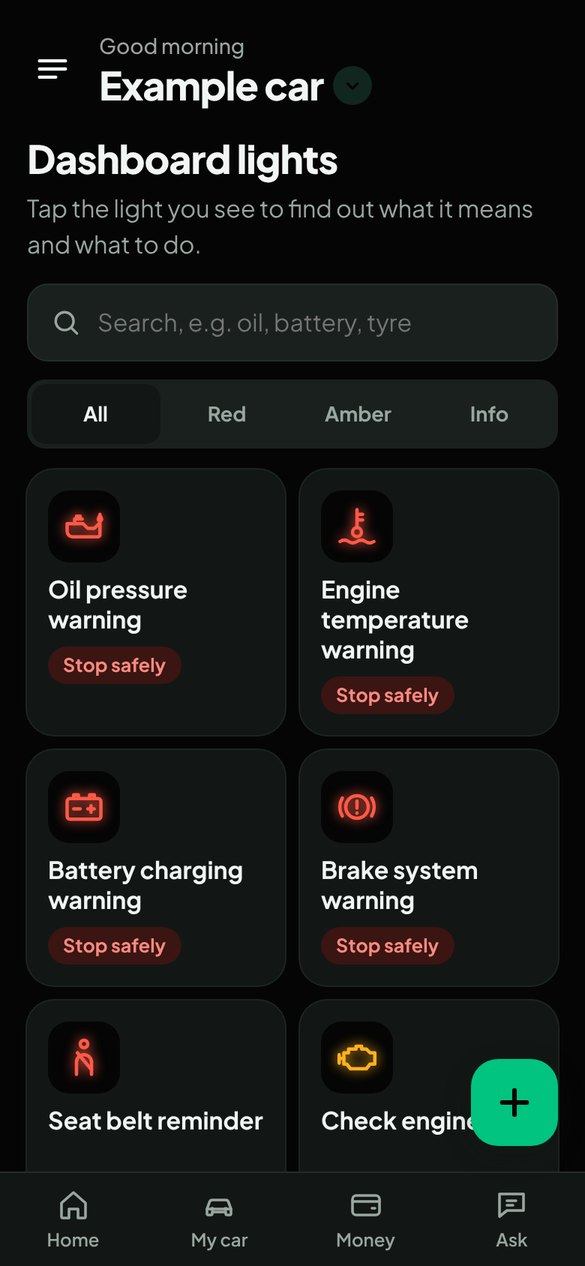 Good morning
Example car
Dashboard lights
Tap the light you see to find out what it means
and what to do.
Search, e.g. oil, battery, tyre
All
Red
Amber
Info
Oil pressure
warning
Stop safely
Engine
temperature
warning
Stop safely
Battery charging
warning
Stop safely
Brake system
warning
Stop safely
Seat belt reminder
Check engine
Home
My car
Money
Ask